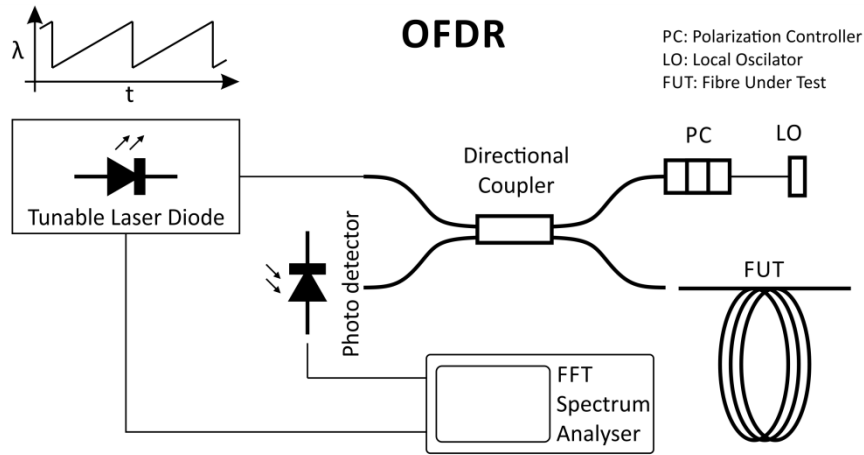 OFDR
PC: Polarization Controller
LO: Local Oscilator
FUT: Fibre Under Test
λ
t
PC
LO
Directional
Coupler
Tunable Laser Diode
Photo detector
FUT
FFT
Spectrum
Analyser